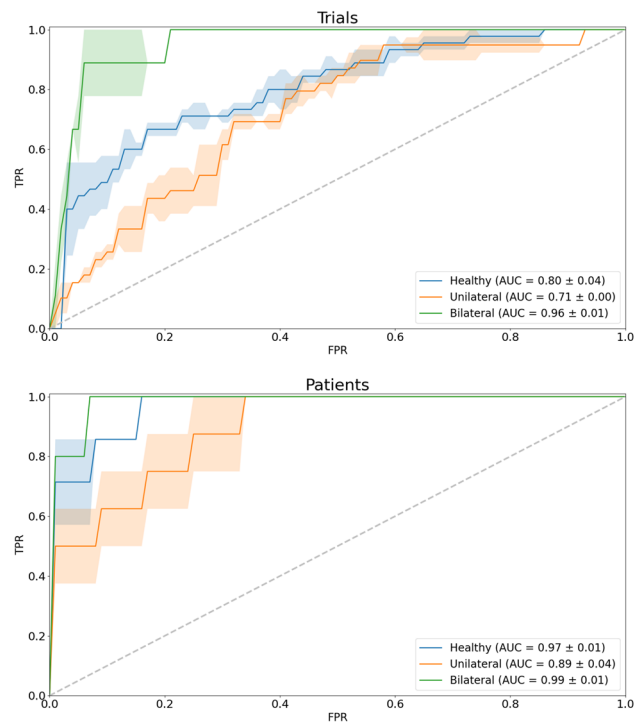 Trials
1.0
0.8
0.6
0.4
0.2
0.0
TPR
0.0 0.2 0.4 0.6 0.8 1.0
FPR
Healthy (AUC = 0.80 ± 0.04)
Unilateral (AUC = 0.71 ± 0.00)
Bilateral (AUC = 0.96 ± 0.01)
Patients
1.0
0.8
0.6
0.4
0.2
0.0
TPR
0.0 0.2 0.4 0.6 0.8 1.0
FPR
Healthy (AUC = 0.97 ± 0.01)
Unilateral (AUC = 0.89 ± 0.04)
Bilateral (AUC = 0.99 ± 0.01)